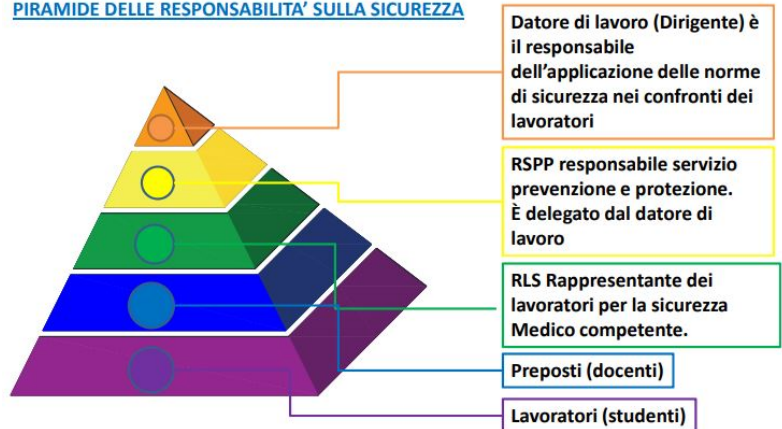 PIRAMIDE DELLE RESPONSABILITA’ SULLA SICUREZZA
Datore di lavoro (Dirigente) è
il responsabile
dell’applicazione delle norme
di sicurezza nei confronti dei
lavoratori
RSPP responsabile servizio
prevenzione e protezione.
È delegato dal datore di
lavoro
RLS Rappresentante dei
lavoratori per la sicurezza
Medico competente.
Preposti (docenti)
Lavoratori (studenti)